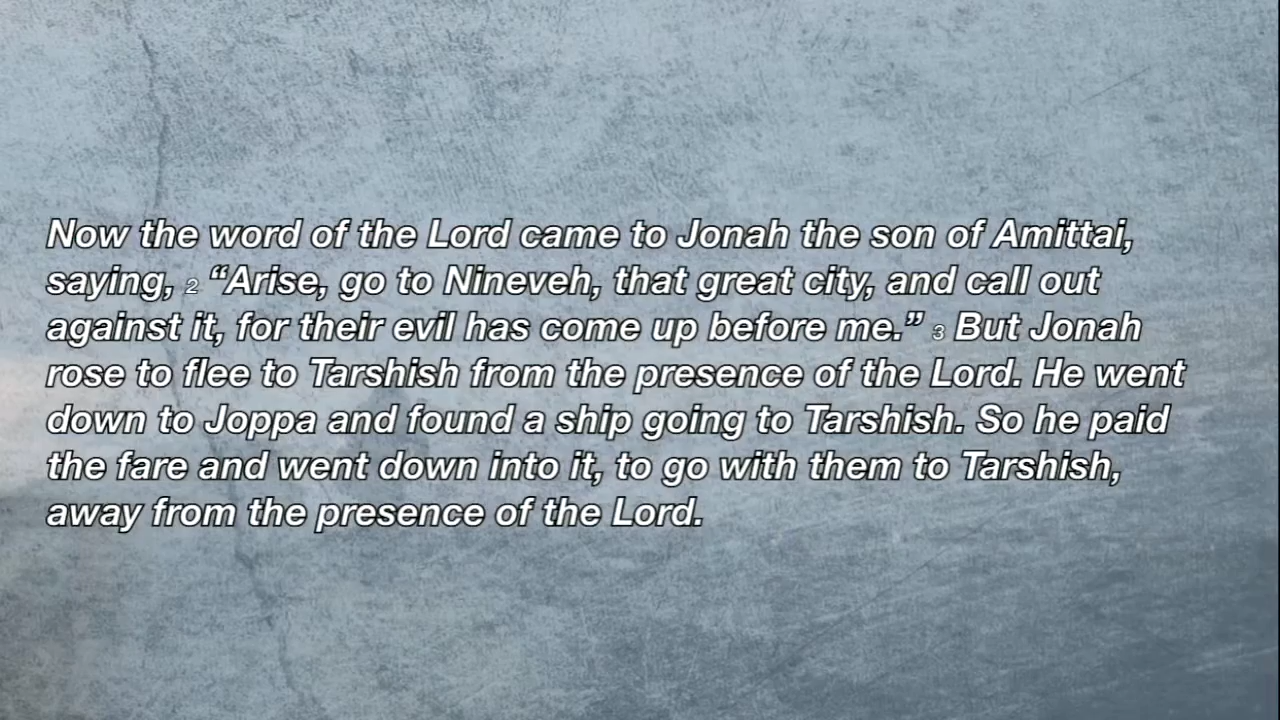 Now the word of the Lord came to Jonah the son of Amittai,
saying, 2 “Arise, go to Nineveh, that great city, and call out
against it, for their evil has come up before me.” 3 But Jonah
rose to flee to Tarshish from the presence of the Lord. He went
down to Joppa and found a ship going to Tarshish. So he paid
the fare and went down into it, to go with them to Tarshish,
away from the presence of the Lord.